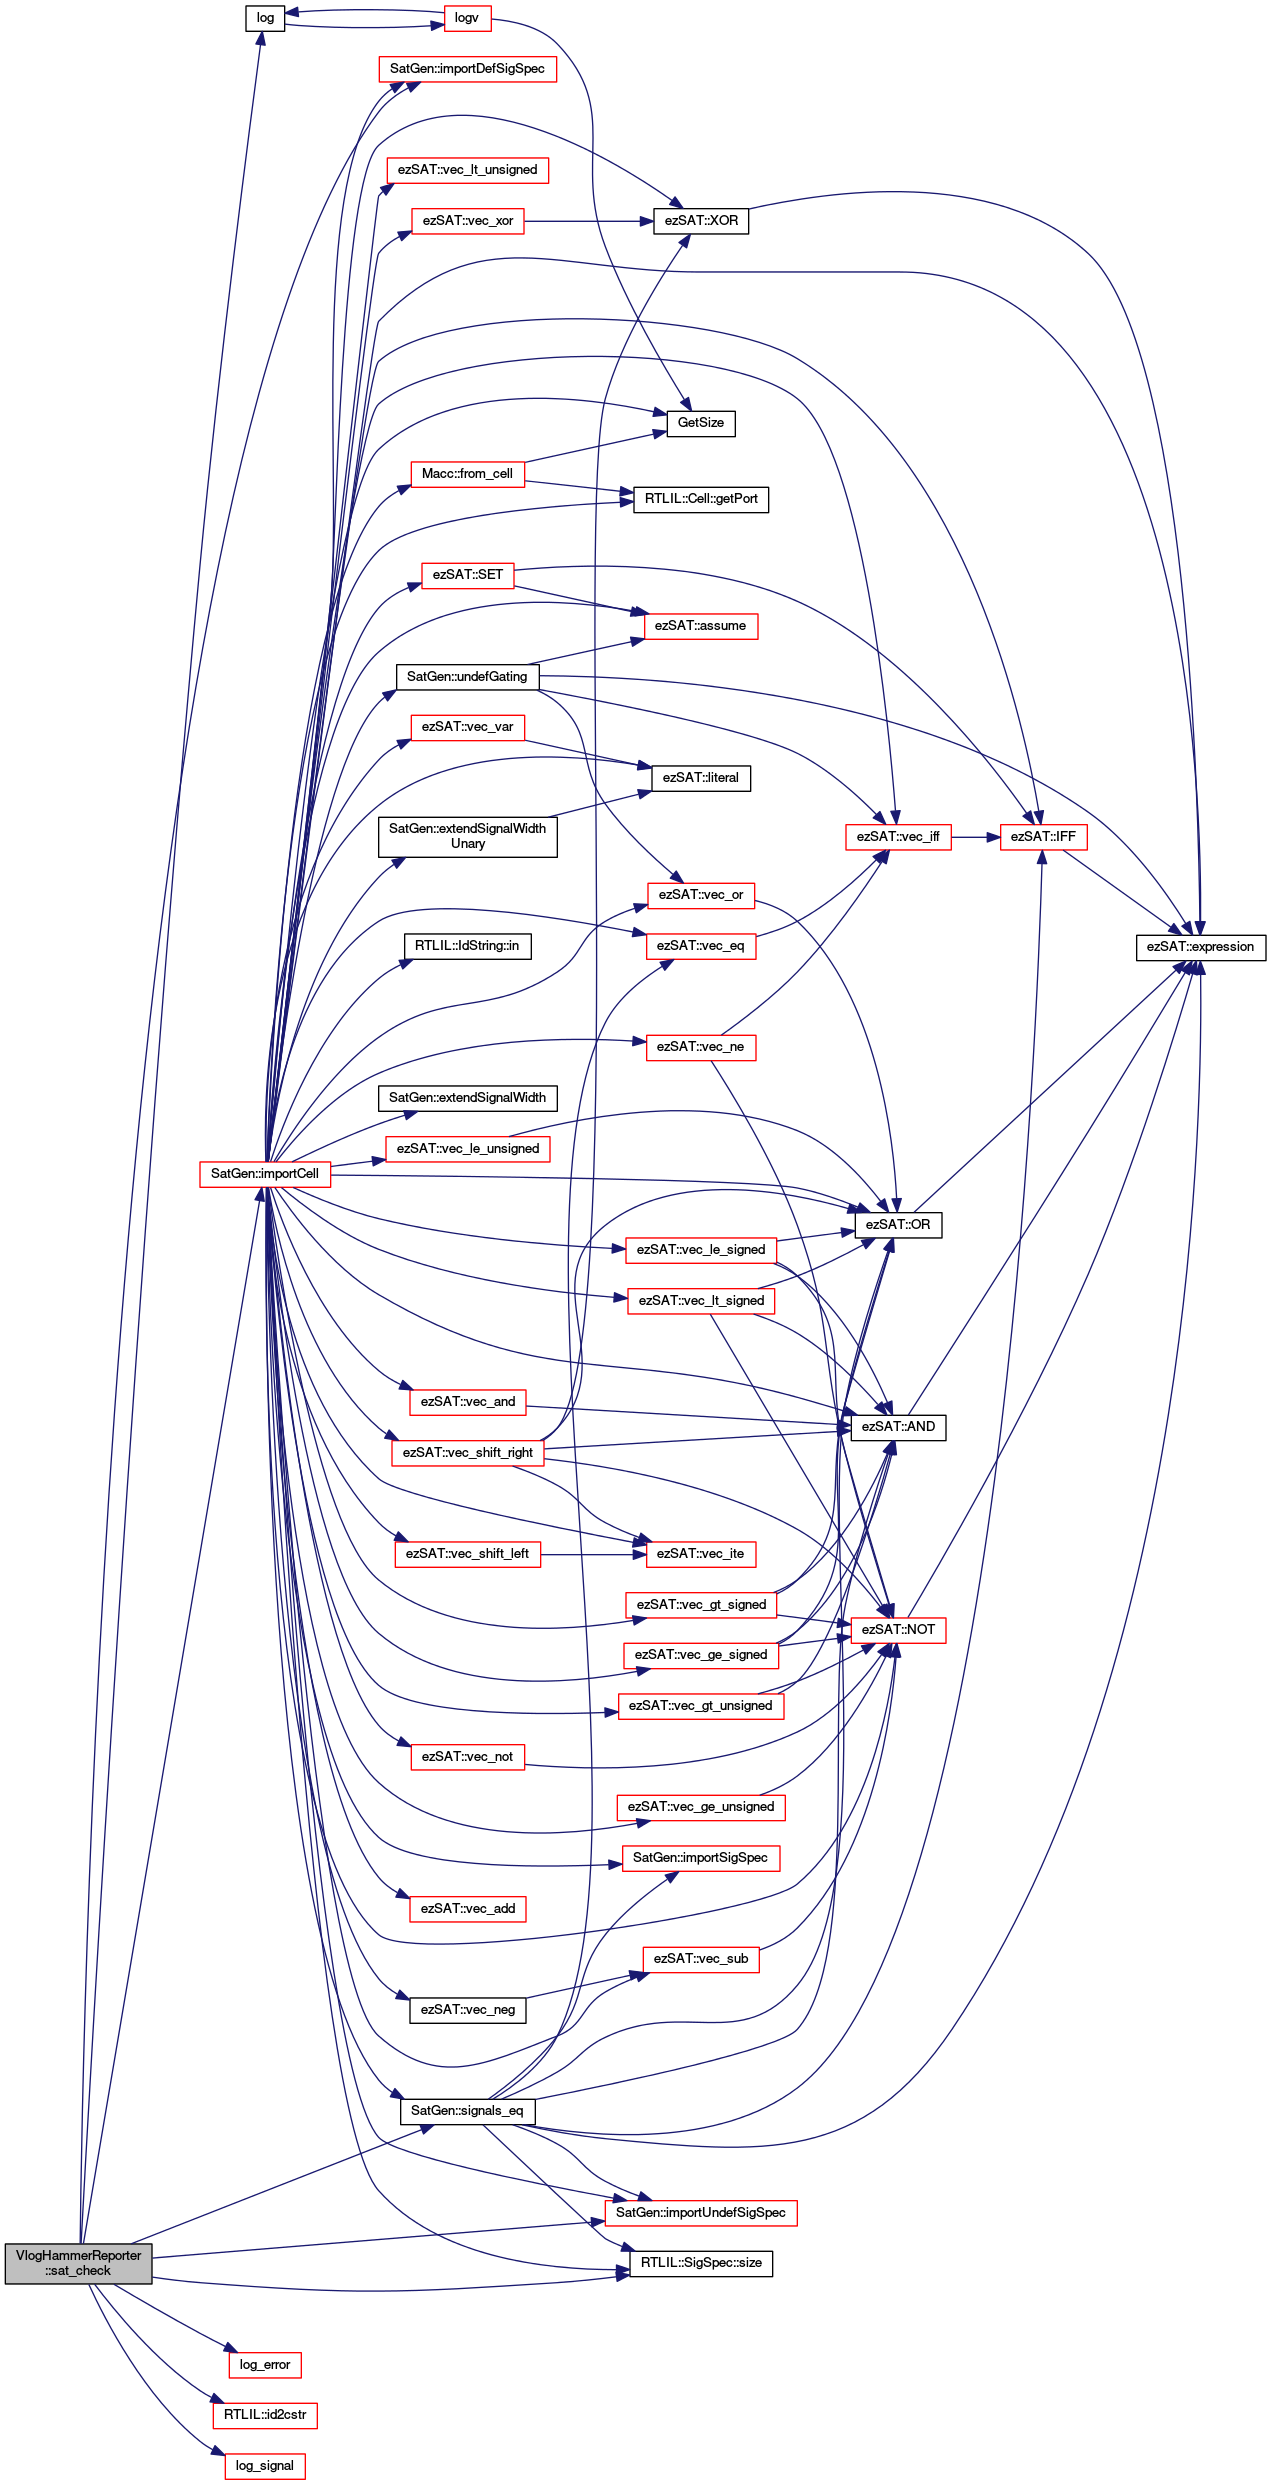 log
logv
SatGen::importDefSigSpec
ezSAT::vec_lt_unsigned
ezSAT::vec_xor
ezSAT::XOR
GetSize
Macc::from_cell
RTLIL::Cell::getPort
ezSAT::SET
ezSAT::assume
SatGen::undefGating
ezSAT::vec_var
ezSAT::literal
SatGen::extendSignalWidth
Unary
ezSAT::vec_iff
ezSAT::IFF
ezSAT::vec_or
RTLIL::IdString::in
ezSAT::vec_eq
ezSAT::expression
ezSAT::vec_ne
SatGen::extendSignalWidth
ezSAT::vec_le_unsigned
SatGen::importCell
ezSAT::OR
ezSAT::vec_le_signed
ezSAT::vec_lt_signed
ezSAT::vec_and
ezSAT::AND
ezSAT::vec_shift_right
ezSAT::vec_shift_left
ezSAT::vec_ite
ezSAT::vec_gt_signed
ezSAT::NOT
ezSAT::vec_ge_signed
ezSAT::vec_gt_unsigned
ezSAT::vec_not
ezSAT::vec_ge_unsigned
SatGen::importSigSpec
ezSAT::vec_add
ezSAT::vec_sub
ezSAT::vec_neg
SatGen::signals_eq
SatGen::importUndefSigSpec
VlogHammerReporter
::sat_check
RTLIL::SigSpec::size
log_error
RTLIL::id2cstr
log_signal